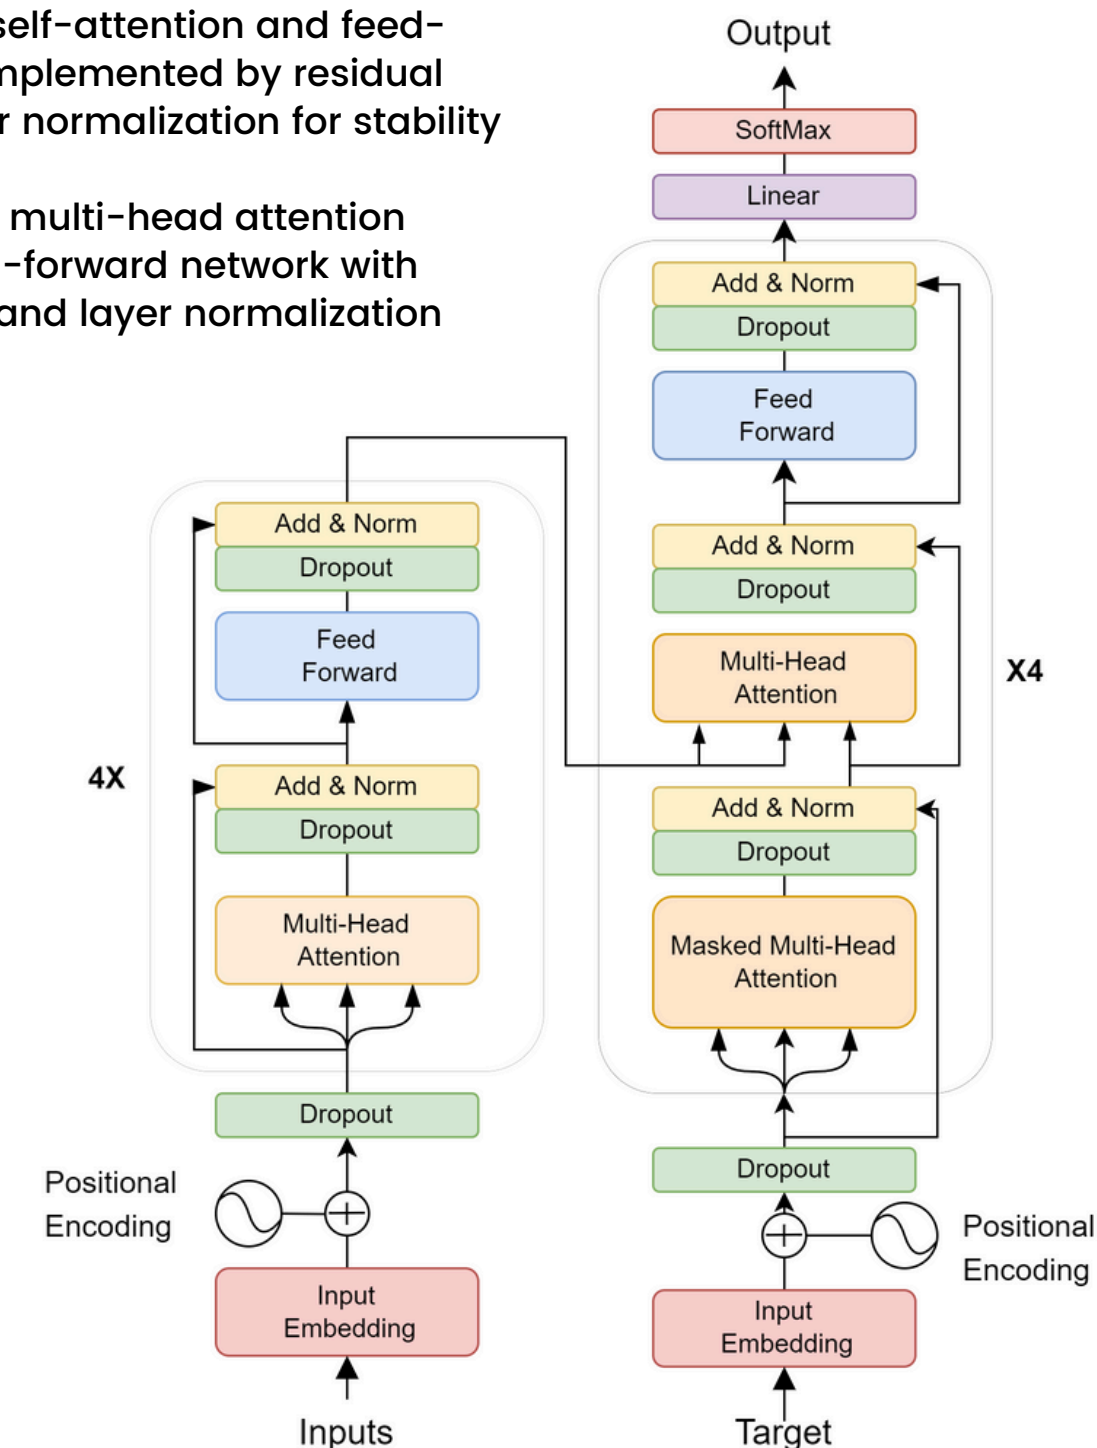 self-attention and feed-
mplemented by residual
r normalization for stability
multi-head attention
-forward network with
and layer normalization
Output
SoftMax
Linear
Add & Norm
Dropout
Feed
Forward
Add & Norm
Dropout
Multi-Head
Attention
X4
Add & Norm
Dropout
Masked Multi-Head
Attention
Dropout
Positional
Encoding
Input
Embedding
Target
Add & Norm
Dropout
Feed
Forward
4X
Add & Norm
Dropout
Multi-Head
Attention
Dropout
Positional
Encoding
Input
Embedding
Inputs